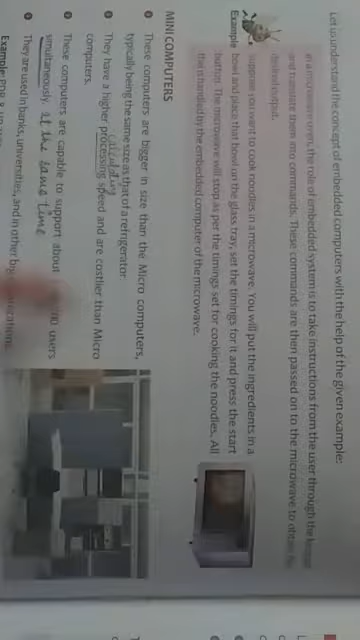 Let us understand the concept of embedded computers with the help of the given example:
In a microwave oven, the role of embedded system is to take instructions from the user through the
and translate them into commands. These commands are then passed on to the microwave to obtain the
desired output.
Example
Suppose you want to cook noodles in a microwave. You will put the ingredients in a
bowl and place that bowl on the glass tray, set the timings for it and press the start
button. The microwave will stop as per the timings set for cooking the noodles. All
this is handled by the embedded computer of the microwave.
MINI COMPUTERS
These computers are bigger in size than the Micro computers,
typically being the same size as that of a refrigerator.
calculating
They have a higher processing speed and are costlier than Micro
computers.
These computers are capable to support about users
simultaneously. at the same time
They are used in banks, universities, and in other big
Example: